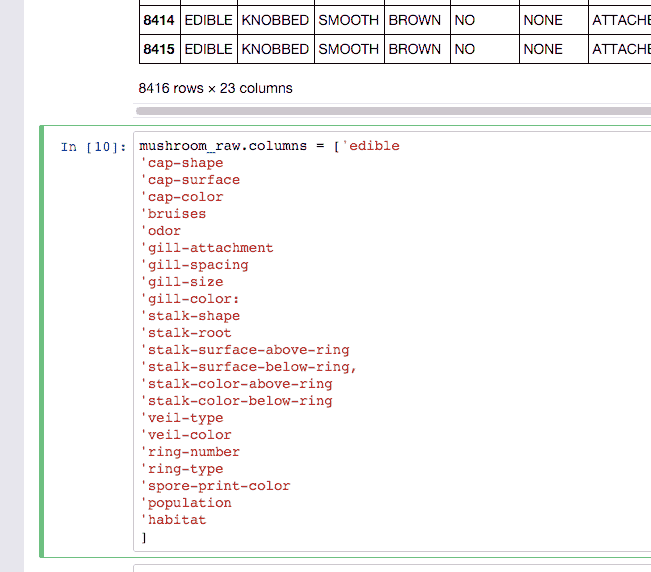 8414 EDIBLE KNOBBED SMOOTH BROWN NO NONE ATTACHE
8415 EDIBLE KNOBBED SMOOTH BROWN NO NONE ATTACHE
8416 rows × 23 columns
In [10]: mushroom_raw.columns = ['edible
'cap-shape
'cap-surface
'cap-color
'bruises
'odor
'gill-attachment
'gill-spacing
'gill-size
'gill-color:
'stalk-shape
'stalk-root
'stalk-surface-above-ring
'stalk-surface-below-ring,
'stalk-color-above-ring
'stalk-color-below-ring
'veil-type
'veil-color
'ring-number
'ring-type
'spore-print-color
'population
'habitat
]